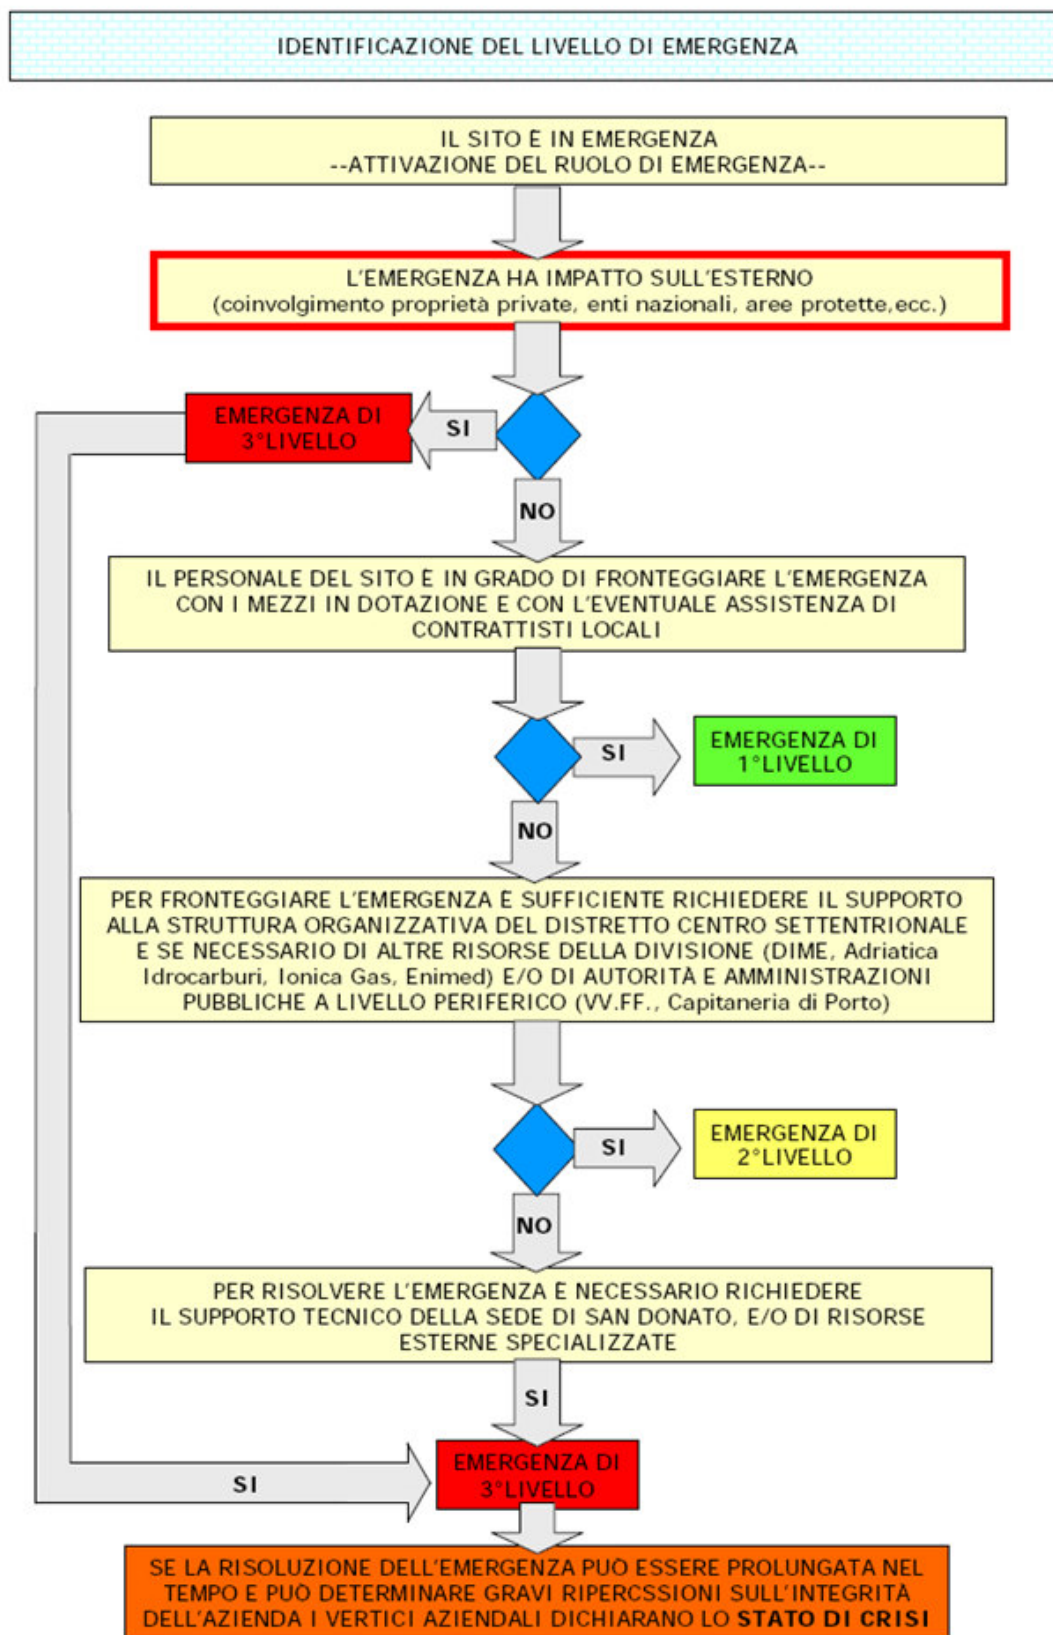 IDENTIFICAZIONE DEL LIVELLO DI EMERGENZA
IL SITO È IN EMERGENZA
--ATTIVAZIONE DEL RUOLO DI EMERGENZA--
L'EMERGENZA HA IMPATTO SULL'ESTERNO
(coinvolgimento proprietà private, enti nazionali, aree protette,ecc.)
EMERGENZA DI
3°LIVELLO
SI
NO
IL PERSONALE DEL SITO È IN GRADO DI FRONTEGGIARE L'EMERGENZA
CON I MEZZI IN DOTAZIONE E CON L'EVENTUALE ASSISTENZA DI
CONTRATTISTI LOCALI
SI
EMERGENZA DI
1°LIVELLO
NO
PER FRONTEGGIARE L'EMERGENZA È SUFFICIENTE RICHIEDERE IL SUPPORTO
ALLA STRUTTURA ORGANIZZATIVA DEL DISTRETTO CENTRO SETTENTRIONALE
E SE NECESSARIO DI ALTRE RISORSE DELLA DIVISIONE (DIME, Adriatica
Idrocarburi, Ionica Gas, Enimed) E/O DI AUTORITÀ E AMMINISTRAZIONI
PUBBLICHE A LIVELLO PERIFERICO (VV.FF., Capitaneria di Porto)
SI
EMERGENZA DI
2°LIVELLO
NO
PER RISOLVERE L'EMERGENZA È NECESSARIO RICHIEDERE
IL SUPPORTO TECNICO DELLA SEDE DI SAN DONATO, E/O DI RISORSE
ESTERNE SPECIALIZZATE
SI
EMERGENZA DI
3°LIVELLO
SI
SE LA RISOLUZIONE DELL'EMERGENZA PUÒ ESSERE PROLUNGATA NEL
TEMPO E PUÒ DETERMINARE GRAVI RIPERCSSIONI SULL'INTEGRITÀ
DELL'AZIENDA I VERTICI AZIENDALI DICHIARANO LO STATO DI CRISI